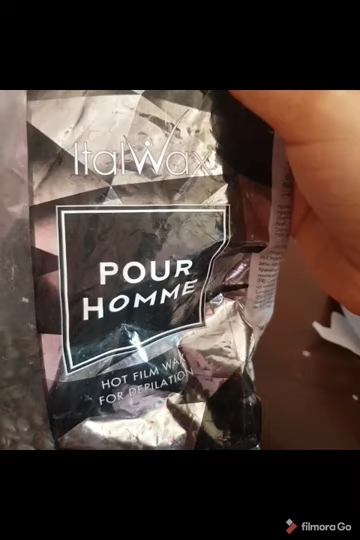 ItalWax
POUR
HOMME
HOT FILM WAX
FOR DEPILATION
filmora Go